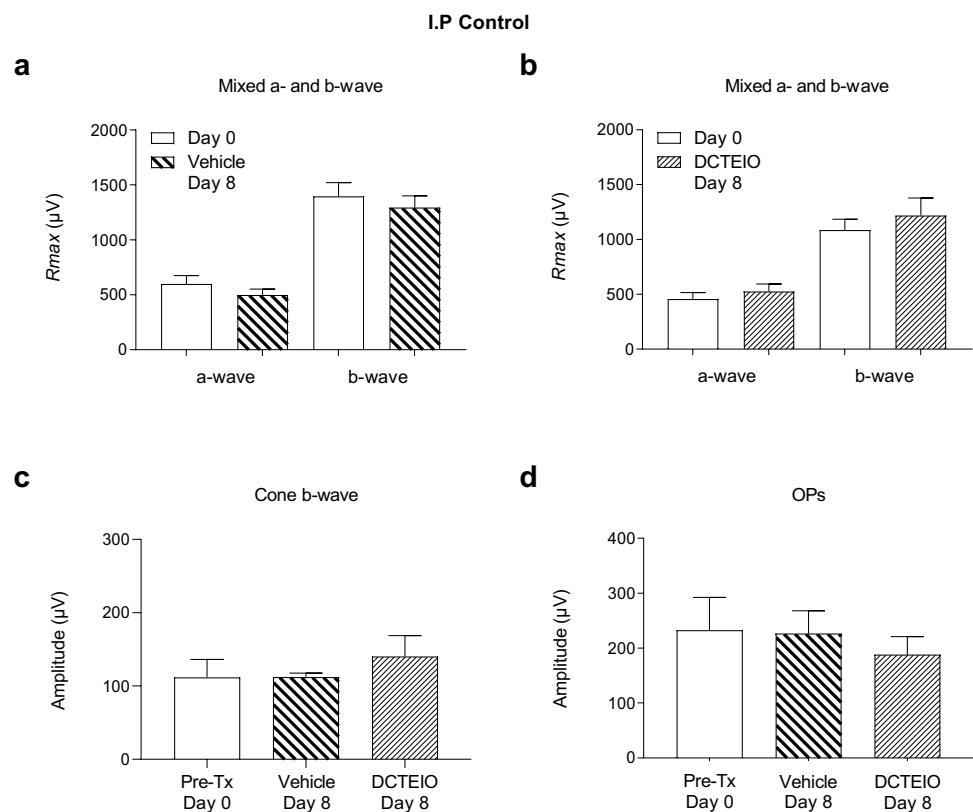 I.P Control
a
Mixed a- and b-wave
2000
1500
1000
500
0
Rmax (µV)
Day 0
Vehicle
Day 8
a-wave
b-wave
b
Mixed a- and b-wave
2000
1500
1000
500
0
Rmax (µV)
Day 0
DCTEIO
Day 8
a-wave
b-wave
c
Cone b-wave
300
200
100
0
Amplitude (µV)
Pre-Tx
Day 0
Vehicle
Day 8
DCTEIO
Day 8
d
OPs
400
300
200
100
0
Amplitude (µV)
Pre-Tx
Day 0
Vehicle
Day 8
DCTEIO
Day 8